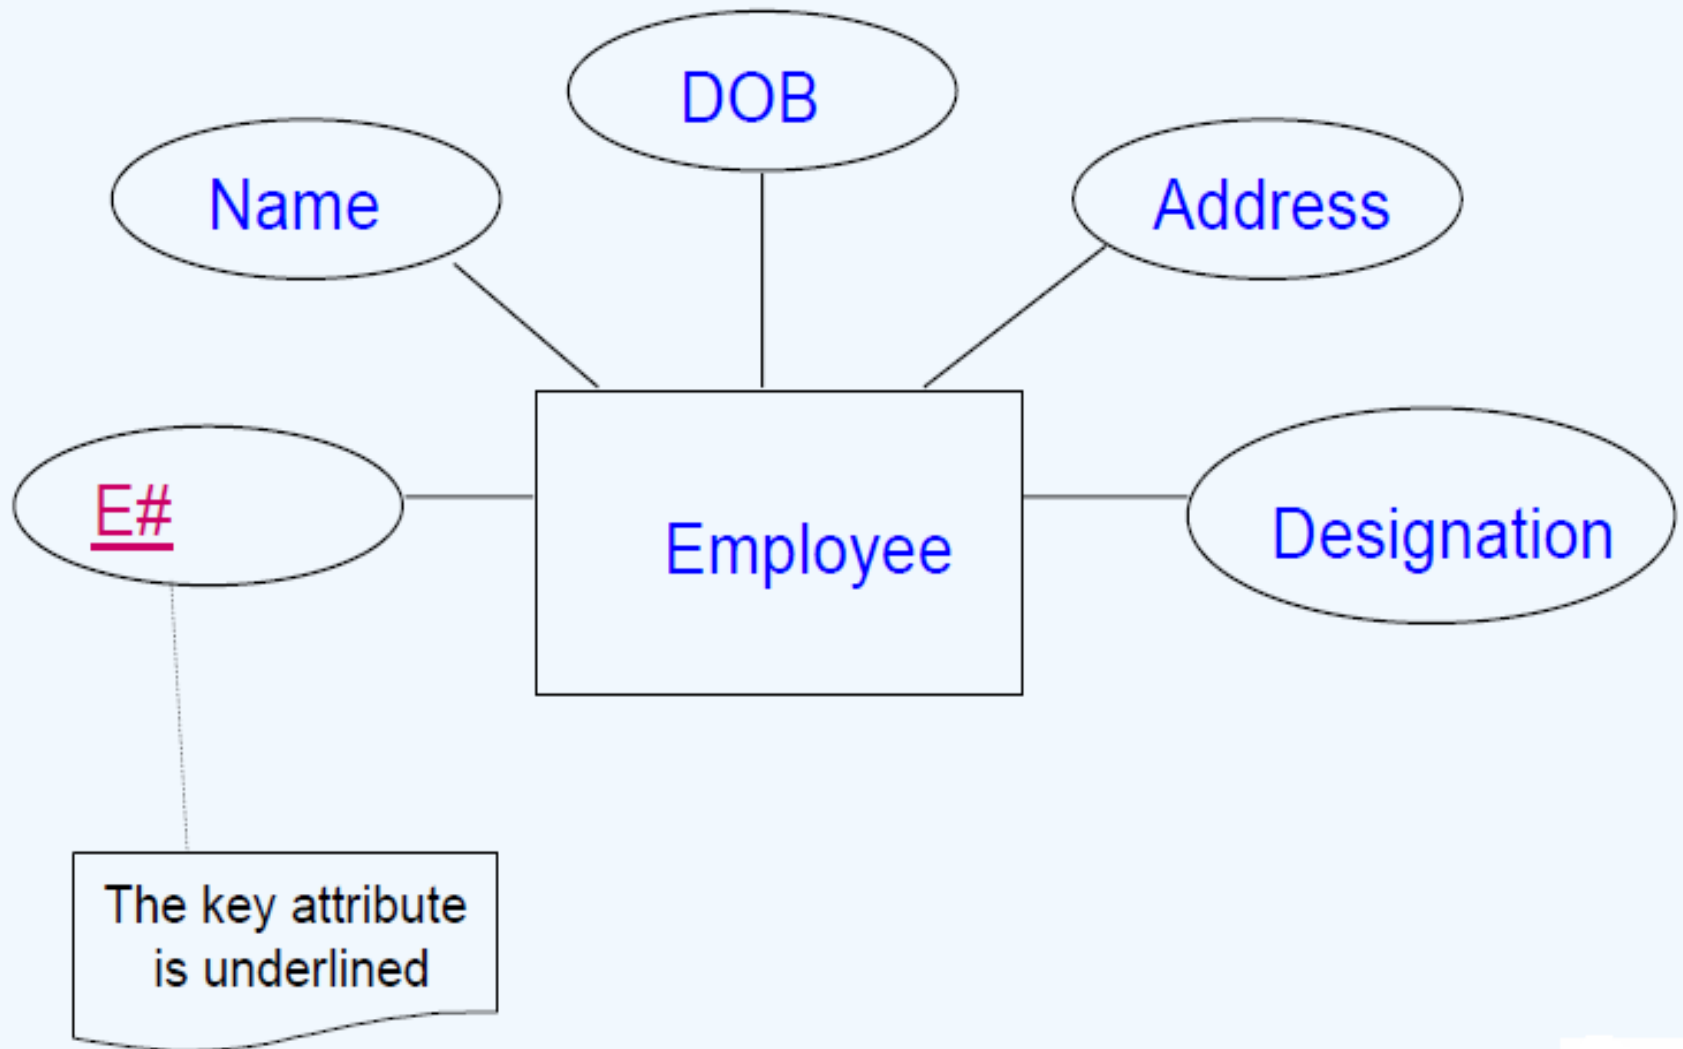 DOB
Name
Address
E#
Employee
Designation
The key attribute
is underlined